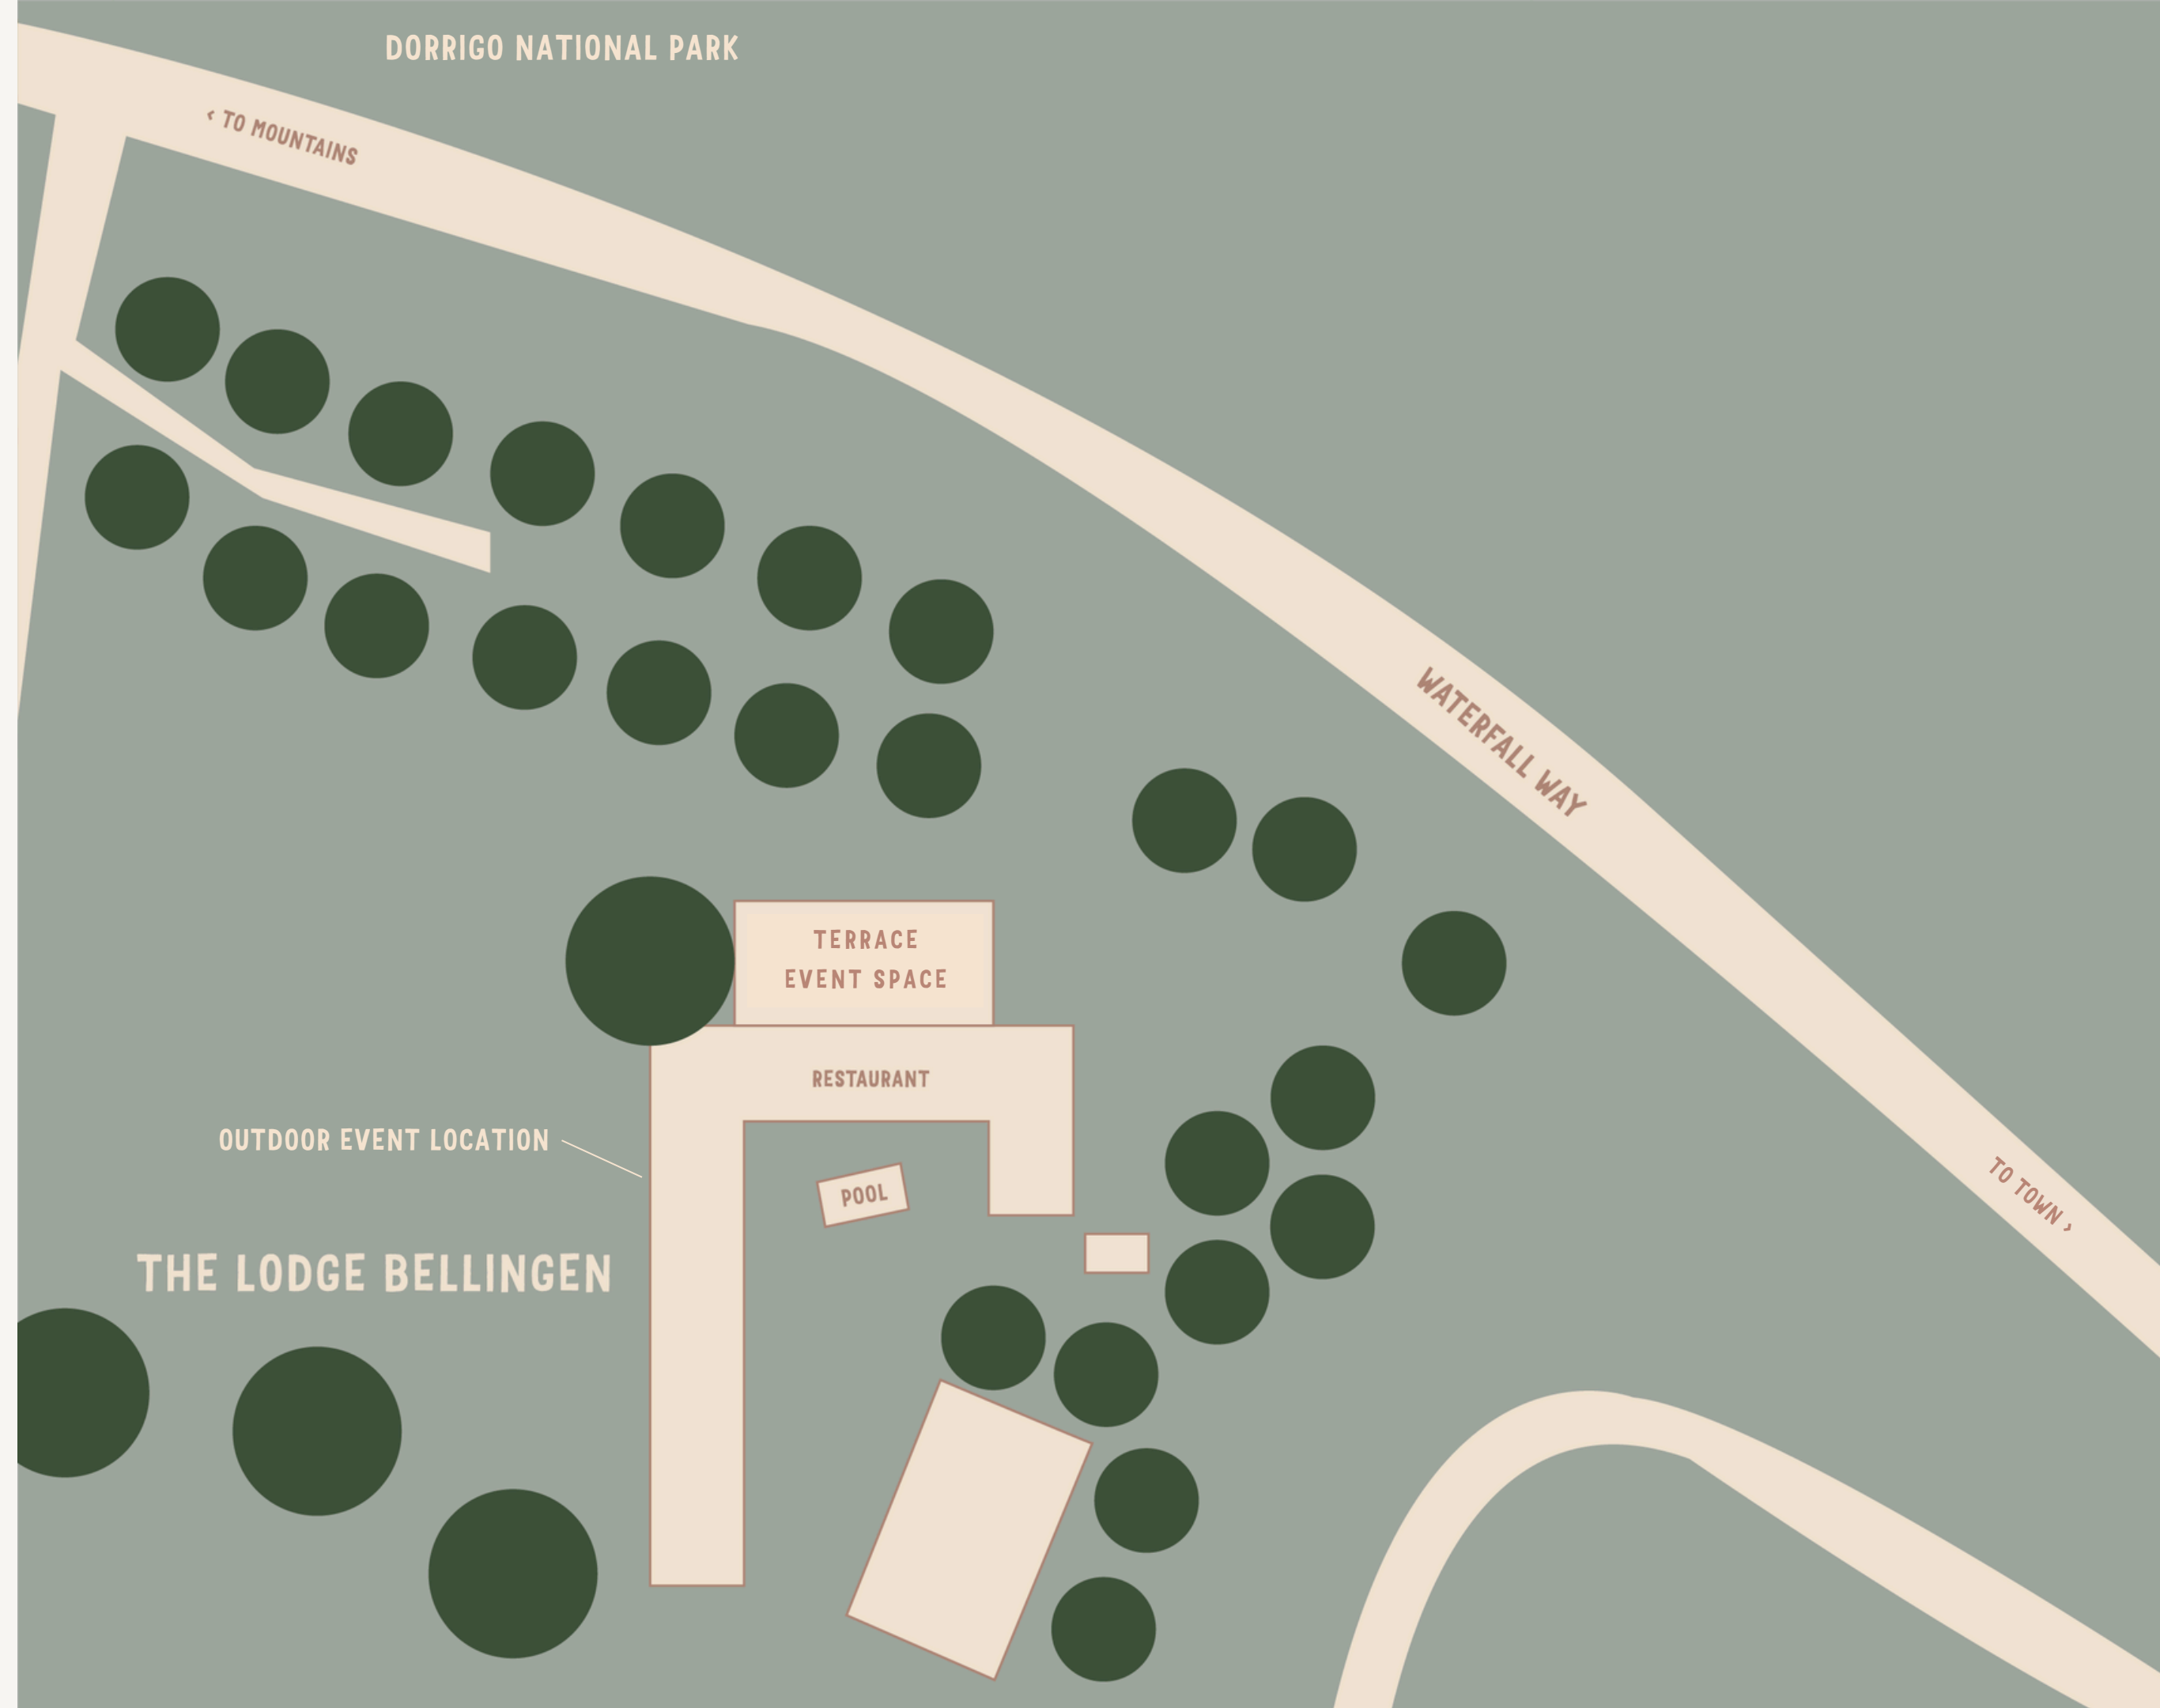 DORRIGO NATIONAL PARK
‹ TO MOUNTAINS
WATERFALL WAY
TERRACE
EVENT SPACE
RESTAURANT
OUTDOOR EVENT LOCATION
POOL
TO TOWN ›
THE LODGE BELLINGEN